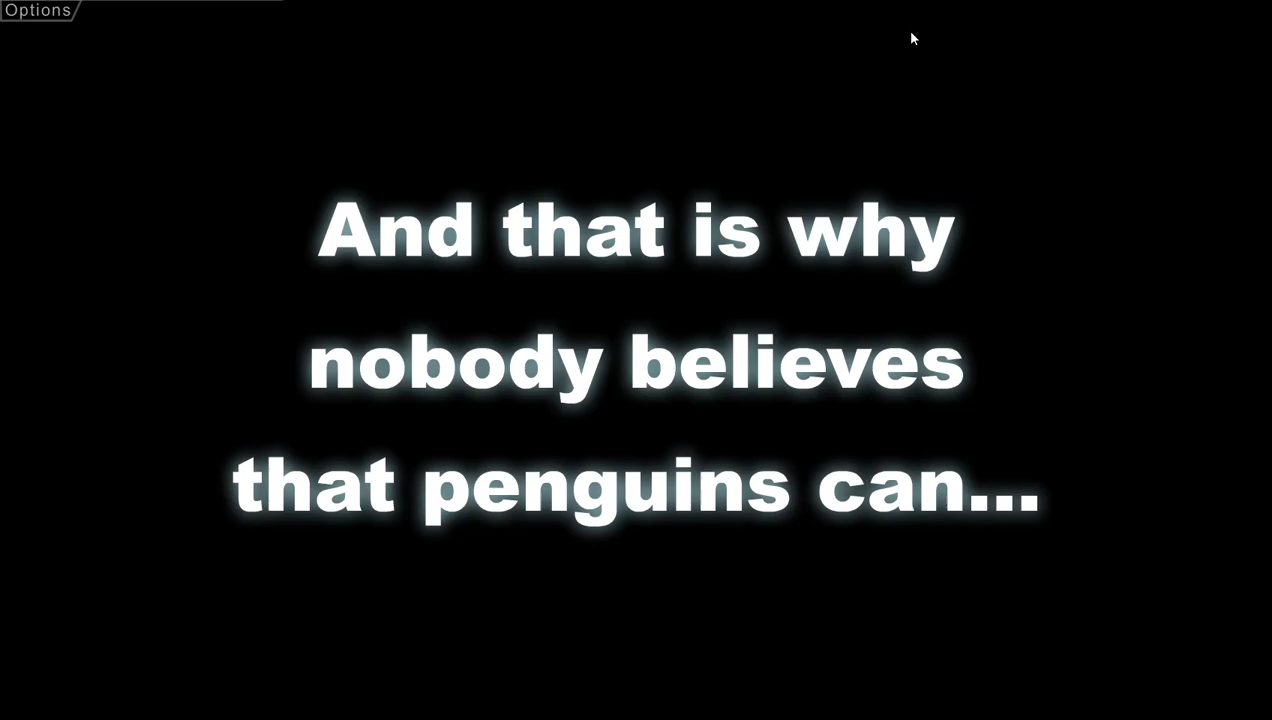 Options
And that is why
nobody believes
that penguins can...